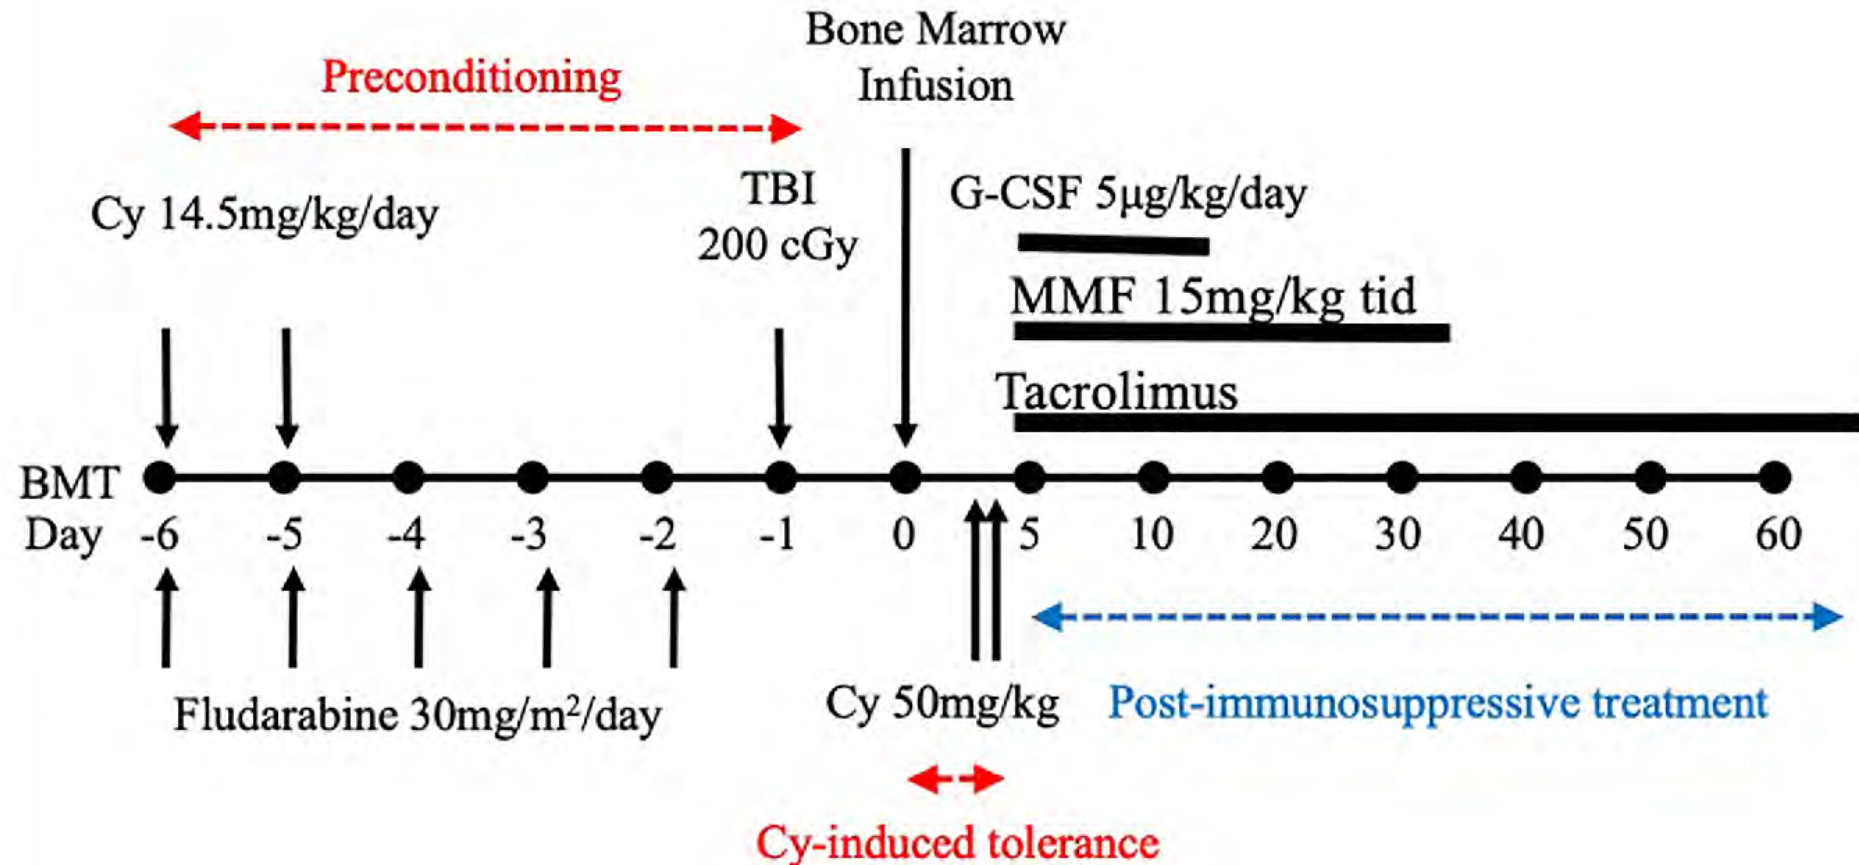 Bone Marrow
Infusion
Preconditioning
Cy 14.5mg/kg/day
TBI
200 cGy
G-CSF 5μg/kg/day
MMF 15mg/kg tid
Tacrolimus
BMT
Day -6 -5 -4 -3 -2 -1 0 5 10 20 30 40 50 60
Fludarabine 30mg/m²/day
Cy 50mg/kg
Post-immunosuppressive treatment
Cy-induced tolerance